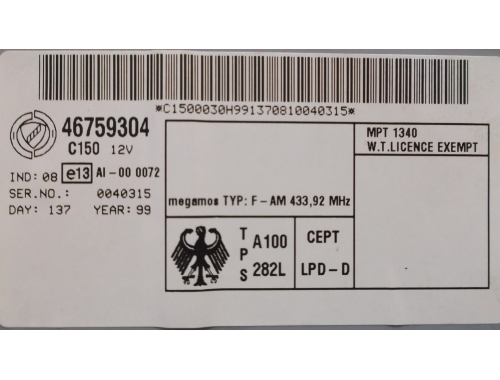 *C1500030H991370810040315*
46759304
C150 12V
IND: 08 e13 AI-00 0072
SER.NO.: 0040315
DAY: 137 YEAR: 99
megamos TYP: F-AM 433,92 MHz
MPT 1340
W.T.LICENCE EXEMPT
TPS A100 282L
CEPT
LPD-D